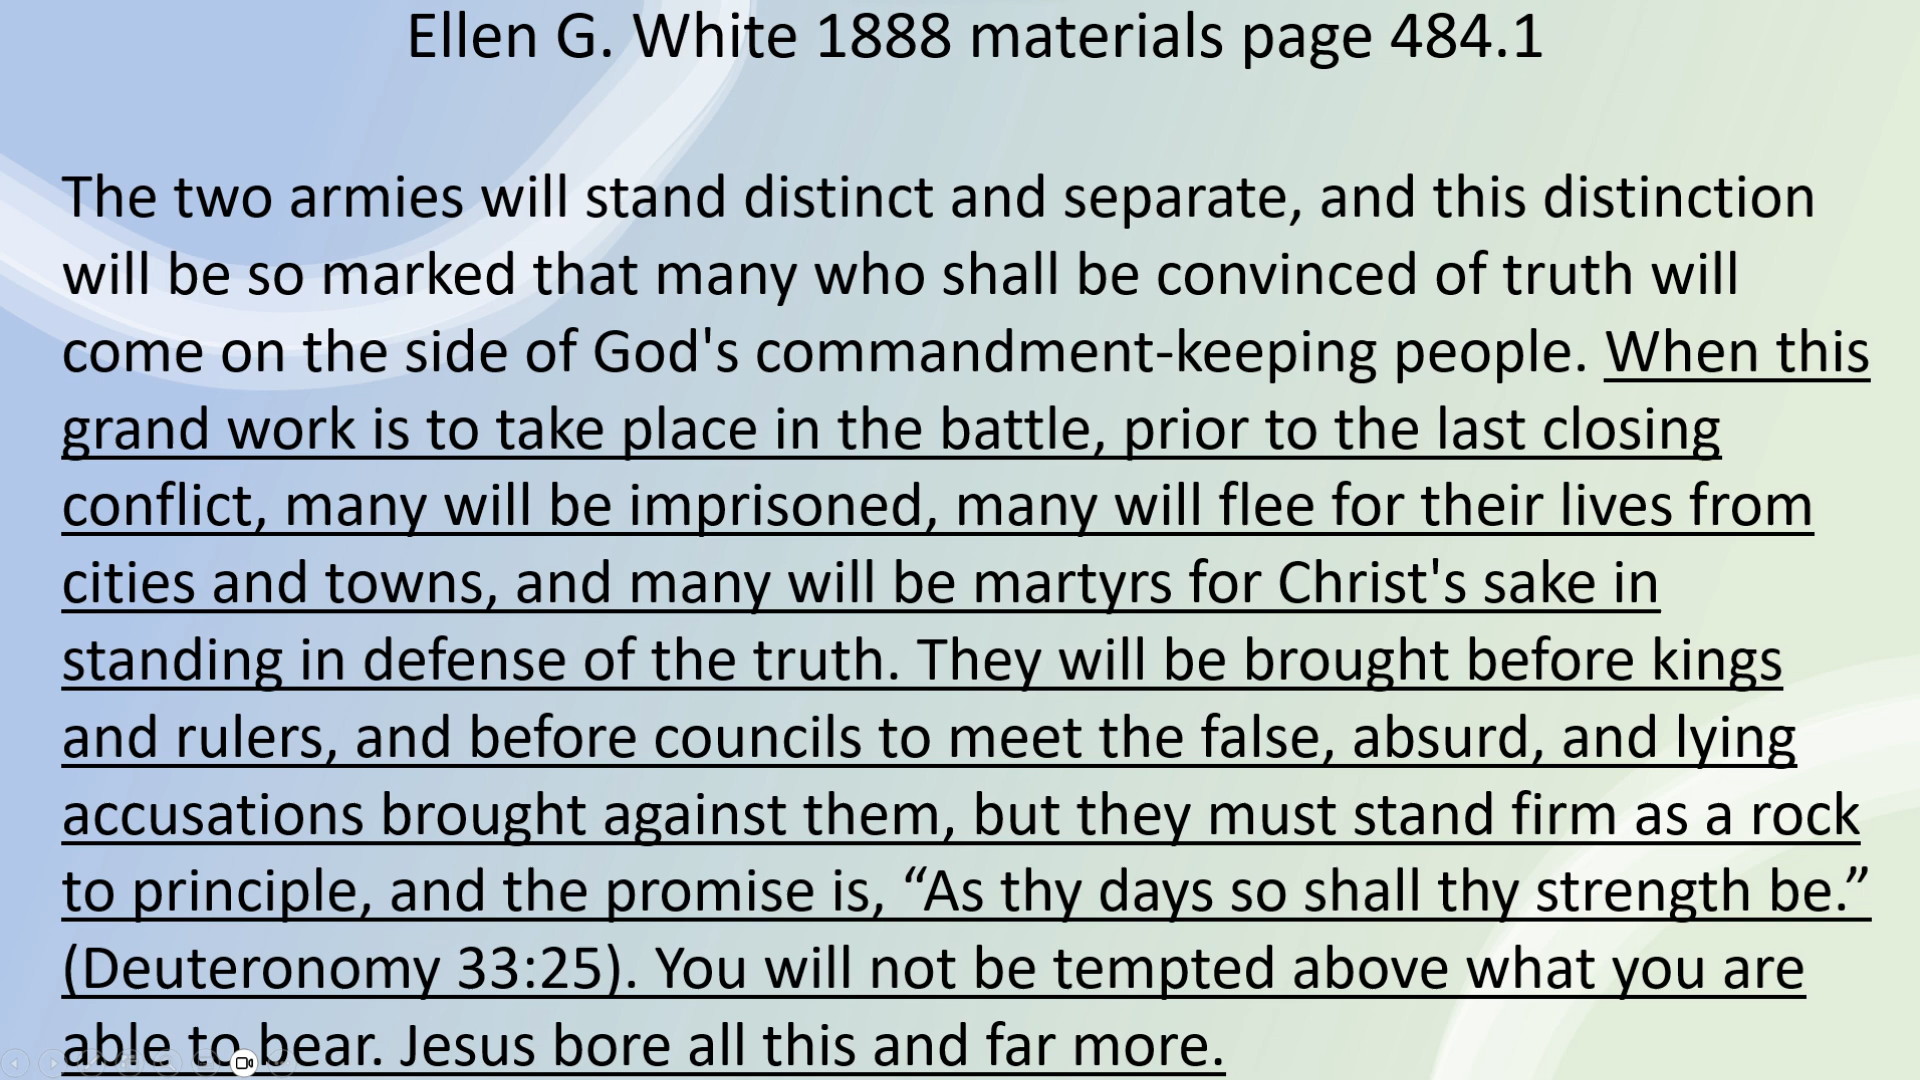 Ellen G. White 1888 materials page 484.1
The two armies will stand distinct and separate, and this distinction
will be so marked that many who shall be convinced of truth will
come on the side of God's commandment-keeping people. When this
grand work is to take place in the battle, prior to the last closing
conflict, many will be imprisoned, many will flee for their lives from
cities and towns, and many will be martyrs for Christ's sake in
standing in defense of the truth. They will be brought before kings
and rulers, and before councils to meet the false, absurd, and lying
accusations brought against them, but they must stand firm as a rock
to principle, and the promise is, “As thy days so shall thy strength be.”
(Deuteronomy 33:25). You will not be tempted above what you are
able to bear. Jesus bore all this and far more.